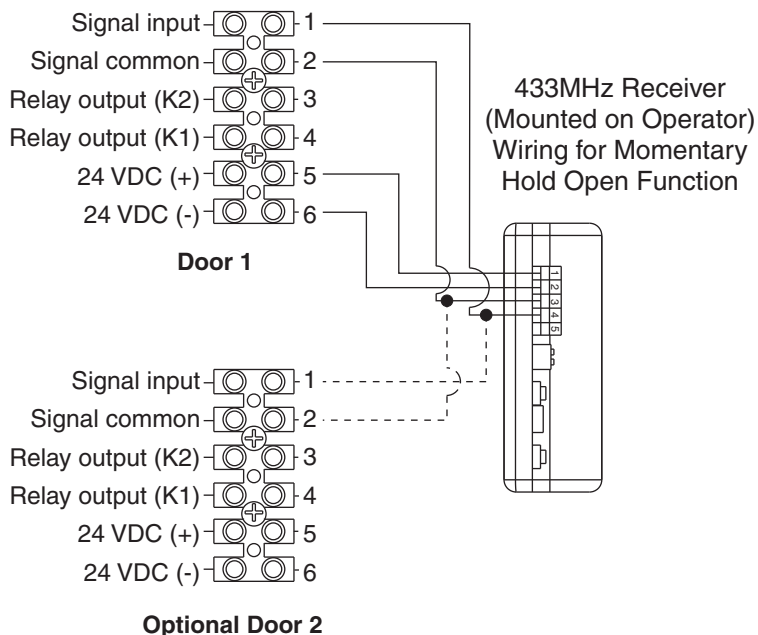 Signal input 1
Signal common 2
Relay output (K2) 3
Relay output (K1) 4
24 VDC (+) 5
24 VDC (-) 6
Door 1
433MHz Receiver
(Mounted on Operator)
Wiring for Momentary
Hold Open Function
1
2
3
4
5
Signal input 1
Signal common 2
Relay output (K2) 3
Relay output (K1) 4
24 VDC (+) 5
24 VDC (-) 6
Optional Door 2